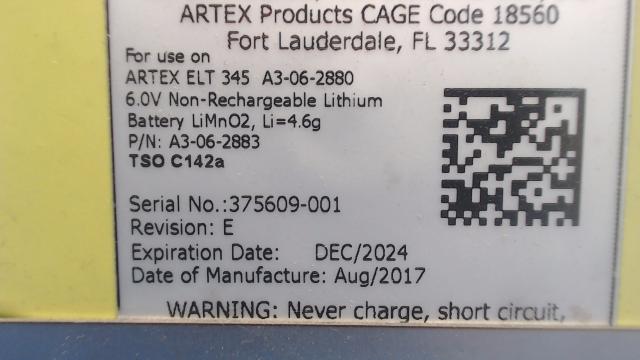 ARTEX Products CAGE Code 18560
Fort Lauderdale, FL 33312
For use on
ARTEX ELT 345 A3-06-2880
6.0V Non-Rechargeable Lithium
Battery LiMnO2, Li=4.6g
P/N: A3-06-2883
TSO C142a
Serial No.:375609-001
Revision: E
Expiration Date: DEC/2024
Date of Manufacture: Aug/2017
WARNING: Never charge, short circuit,